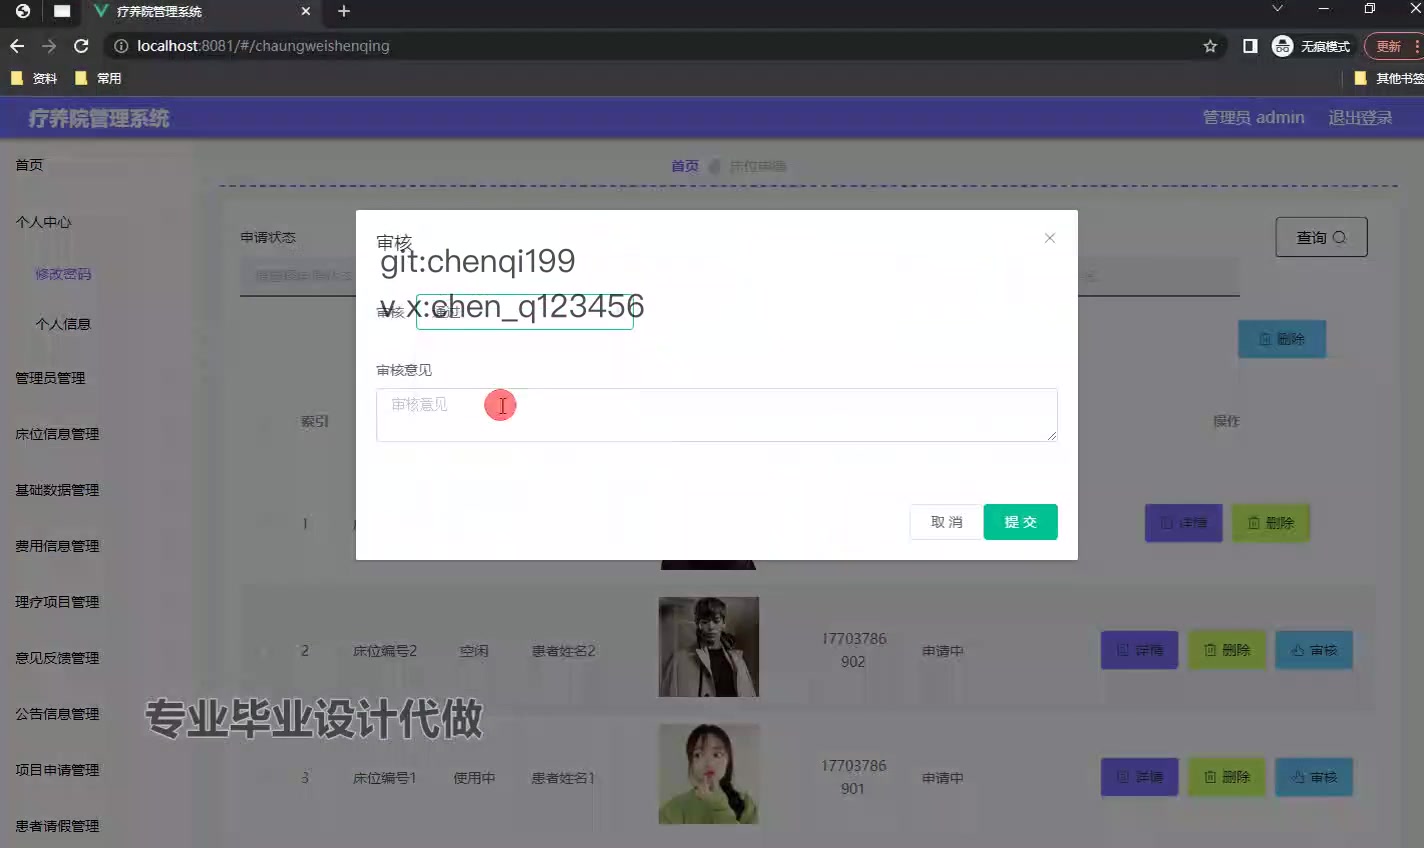 疗养院管理系统
localhost:8081/#/chaungweishenqing
无痕模式
更新
资料
常用
其他书签
疗养院管理系统
管理员 admin
退出登录
首页
首页
床位申请
个人中心
修改密码
个人信息
管理员管理
床位信息管理
基础数据管理
费用信息管理
理疗项目管理
意见反馈管理
公告信息管理
项目申请管理
患者请假管理
申请状态
查询
删除
审核
git:chenqi199
v x:chen_q123456
审核
通过
审核意见
审核意见
取 消
提 交
索引
操作
1
详情
删除
2
床位编号2
空闲
患者姓名2
17703786
902
申请中
详情
删除
审核
专业毕业设计代做
3
床位编号1
使用中
患者姓名1
17703786
901
申请中
详情
删除
审核